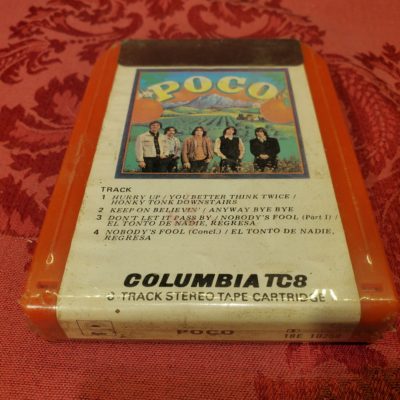 POCO
TRACK
1 HURRY UP / YOU BETTER THINK TWICE /
HONKY TONK DOWNSTAIRS
2 KEEP ON BELIEVIN' / ANYWAY BYE BYE
3 DON'T LET IT PASS BY / NOBODY'S FOOL (Part I) /
EL TONTO DE NADIE, REGRESA
4 NOBODY'S FOOL (Concl.) / EL TONTO DE NADIE,
REGRESA
COLUMBIA TC8
8-TRACK STEREO TAPE CARTRIDGE
POCO